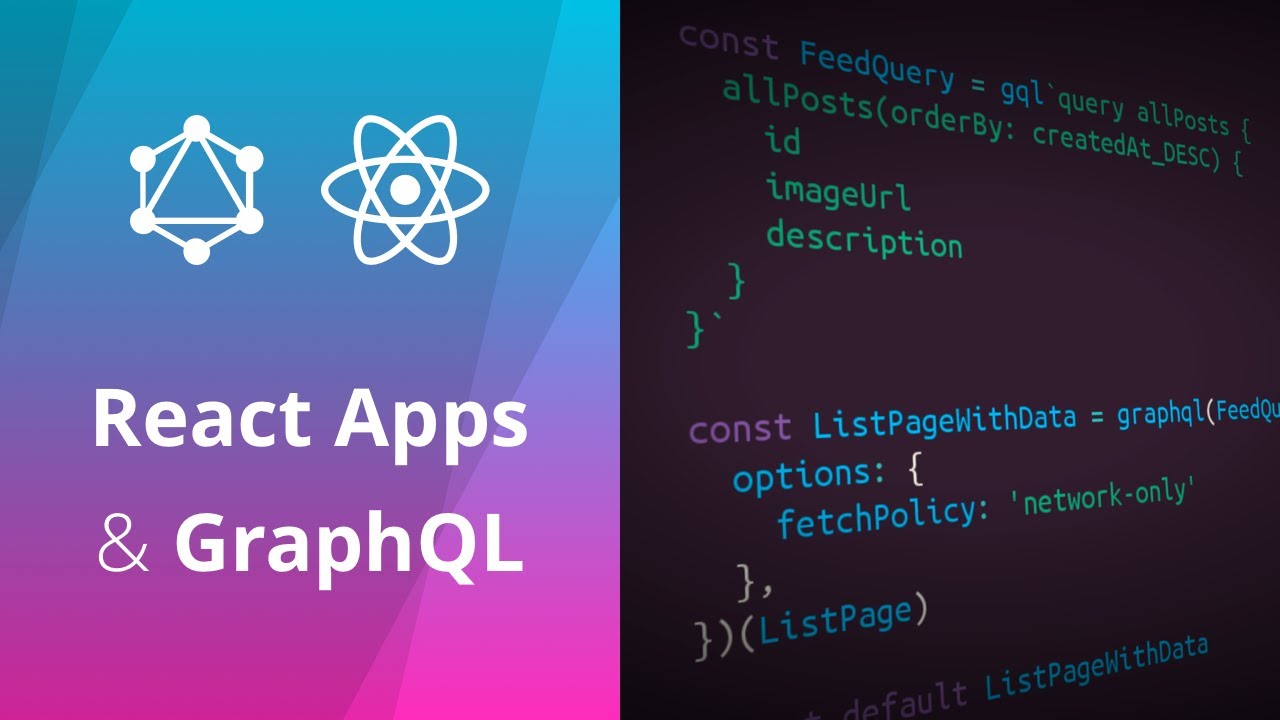 React Apps
& GraphQL
const FeedQuery = gql`query allPosts {
allPosts(orderBy: createdAt_DESC) {
id
imageUrl
description
}
}`
const ListPageWithData = graphql(FeedQu
options: {
fetchPolicy: 'network-only'
},
})(ListPage)
t default ListPageWithData